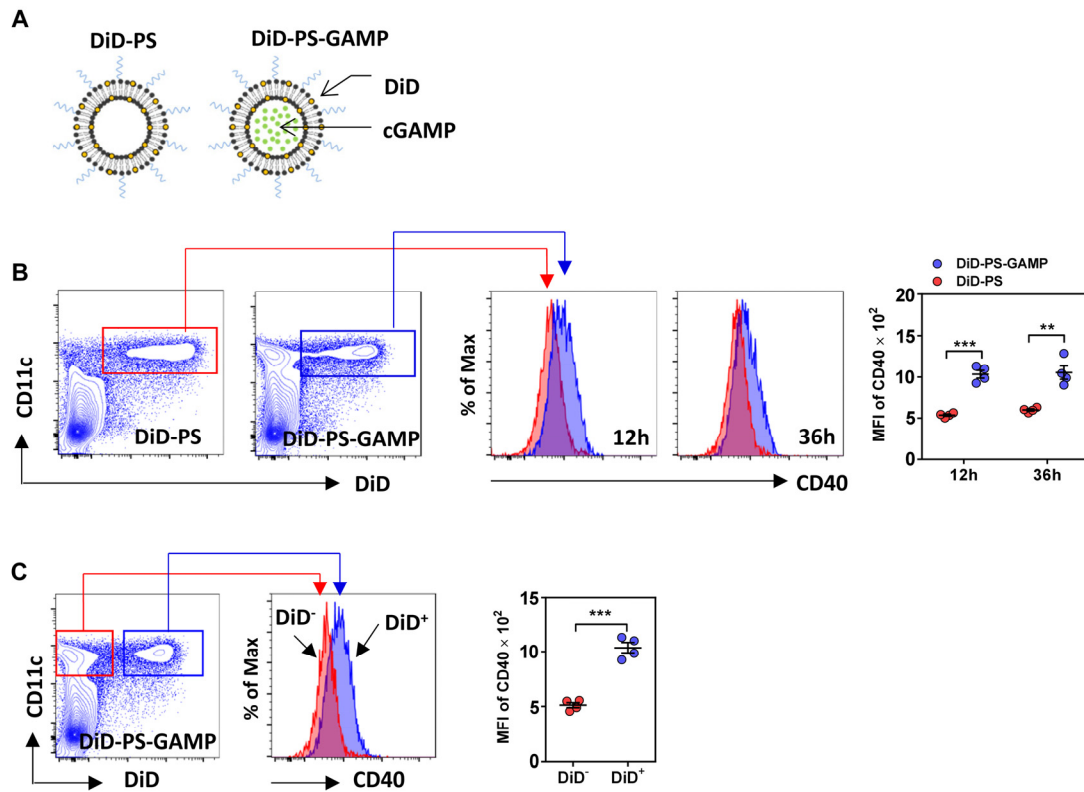 A
DiD-PS
DiD-PS-GAMP
DiD
cGAMP
B
CD11c
DiD-PS
DiD-PS-GAMP
DiD
% of Max
12h
36h
CD40
DiD-PS-GAMP
DiD-PS
MFI of CD40 × 10²
20
15
10
5
0
***
**
12h
36h
C
CD11c
DiD-PS-GAMP
DiD
% of Max
DiD⁻
DiD⁺
CD40
MFI of CD40 × 10²
15
10
5
0
***
DiD⁻
DiD⁺